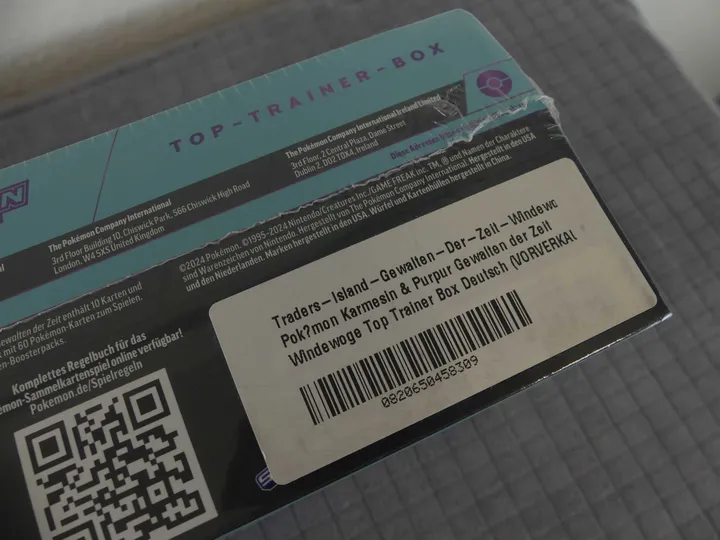 TOP-TRAINER-BOX
The Pokémon Company International
3rd Floor Building 10, Chiswick Park, 566 Chiswick High Road
London, W4 5XS United Kingdom
The Pokémon Company International Ireland Limited
3rd Floor, 2 Central Plaza, Dame Street
Dublin 2, D02 T0X4, Ireland
Diese Adressen
©2024 Pokémon. ©1995-2024 Nintendo/Creatures Inc./GAME FREAK inc. TM, ® und Namen der Charaktere
sind Warenzeichen von Nintendo. Hergestellt von The Pokémon Company International. Hergestellt in den USA
und den Niederlanden. Marken hergestellt in den USA. Würfel und Kartenhüllen hergestellt in China.
ewalten der Zeit enthält 10 Karten und
t mit 60 Pokémon-Karten zum Spielen.
en-Boosterpacks.
Komplettes Regelbuch für das
émon-Sammelkartenspiel online verfügbar!
Pokemon.de/Spielregeln
Traders-Island-Gewalten-Der-Zeit-Windewo
Pok?mon Karmesin & Purpur Gewalten der Zeit
Windewoge Top Trainer Box Deutsch (VORVERKAU
0820650458309